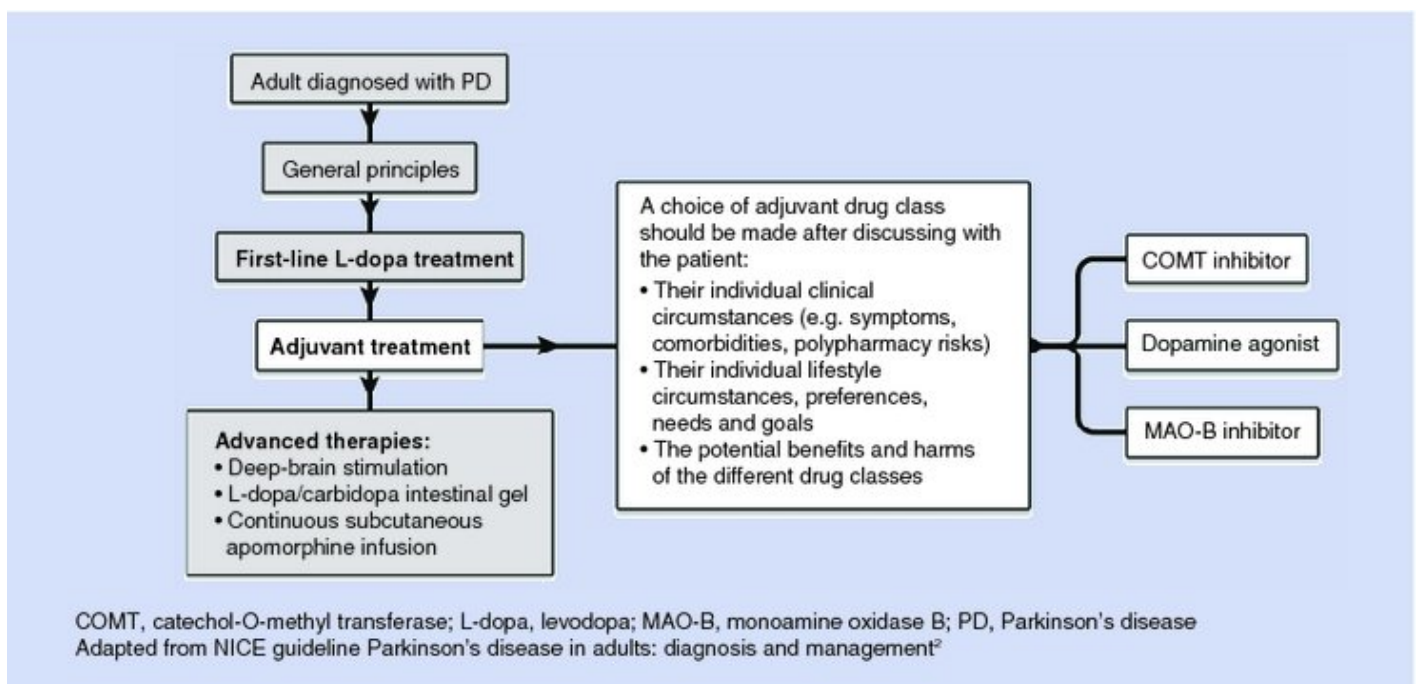 Adult diagnosed with PD
General principles
First-line L-dopa treatment
Adjuvant treatment
Advanced therapies:
• Deep-brain stimulation
• L-dopa/carbidopa intestinal gel
• Continuous subcutaneous
apomorphine infusion
A choice of adjuvant drug class
should be made after discussing with
the patient:
• Their individual clinical
circumstances (e.g. symptoms,
comorbidities, polypharmacy risks)
• Their individual lifestyle
circumstances, preferences,
needs and goals
• The potential benefits and harms
of the different drug classes
COMT inhibitor
Dopamine agonist
MAO-B inhibitor
COMT, catechol-O-methyl transferase; L-dopa, levodopa; MAO-B, monoamine oxidase B; PD, Parkinson's disease
Adapted from NICE guideline Parkinson's disease in adults: diagnosis and management²